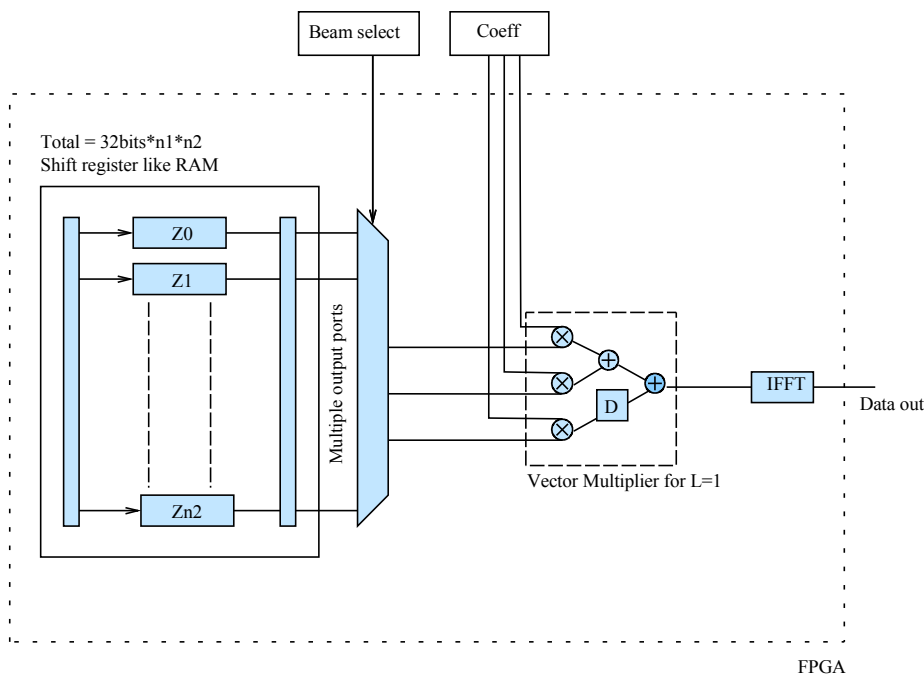 Beam select
Coeff
Total = 32bits*n1*n2
Shift register like RAM
Z0
Z1
Zn2
Multiple output ports
D
Vector Multiplier for L=1
IFFT
Data out
FPGA